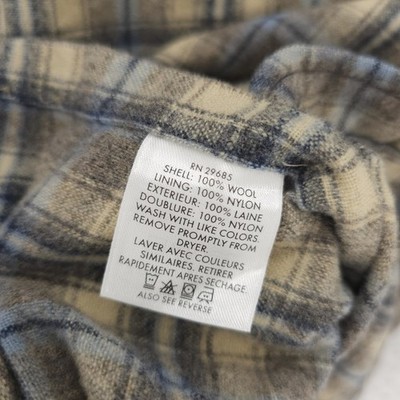 RN 29685
SHELL: 100% WOOL
LINING: 100% NYLON
EXTERIEUR: 100% LAINE
DOUBLURE: 100% NYLON
WASH WITH LIKE COLORS.
REMOVE PROMPTLY FROM
DRYER.
LAVER AVEC COULEURS
SIMILAIRES. RETIRER
RAPIDEMENT APRES SECHAGE.
ALSO SEE REVERSE